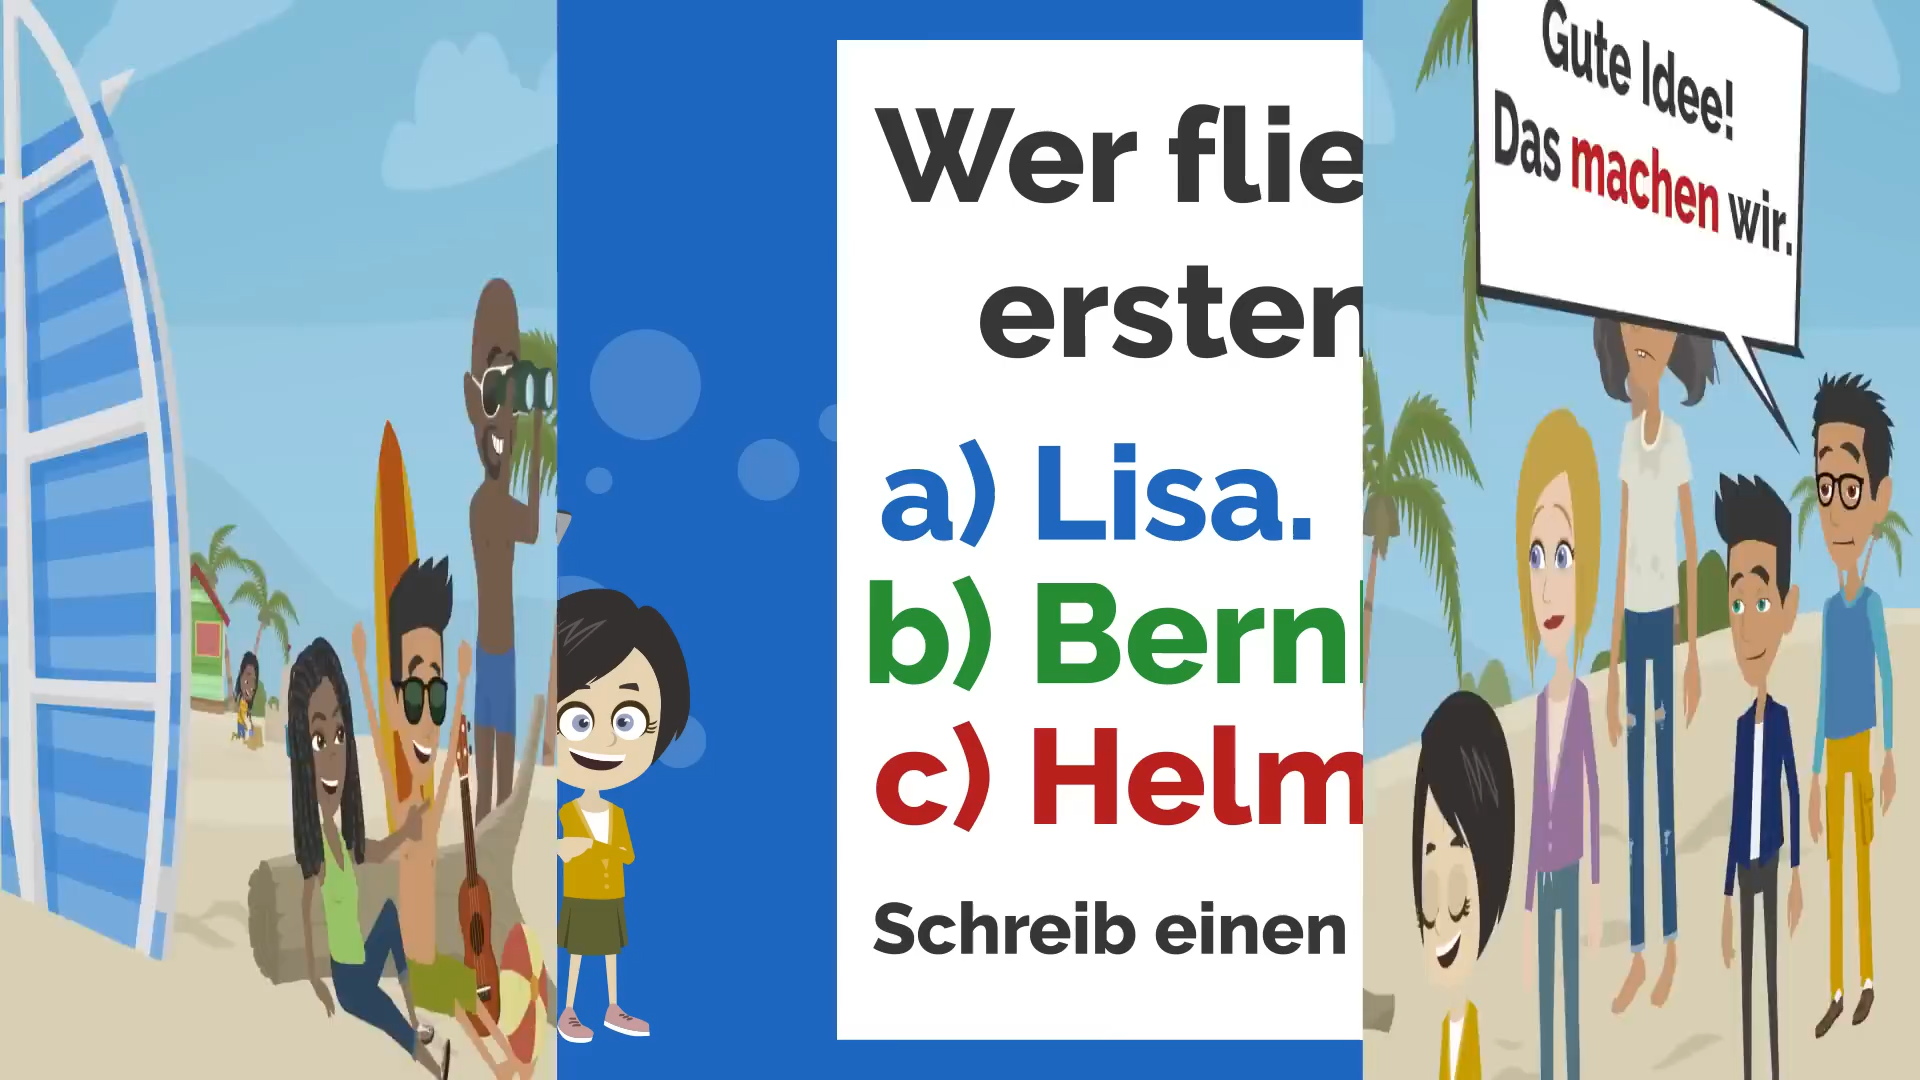 Wer flie
ersten
a) Lisa.
b) Bern
c) Helm
Schreib einen
Gute Idee!
Das machen wir.